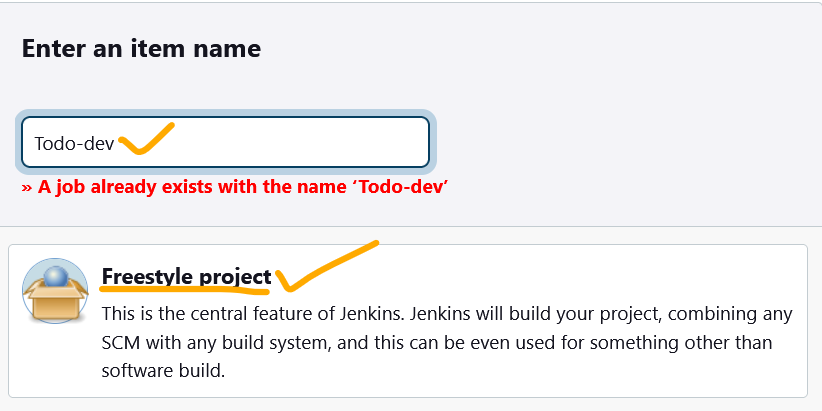 Enter an item name
Todo-dev
» A job already exists with the name ‘Todo-dev’
Freestyle project
This is the central feature of Jenkins. Jenkins will build your project, combining any
SCM with any build system, and this can be even used for something other than
software build.